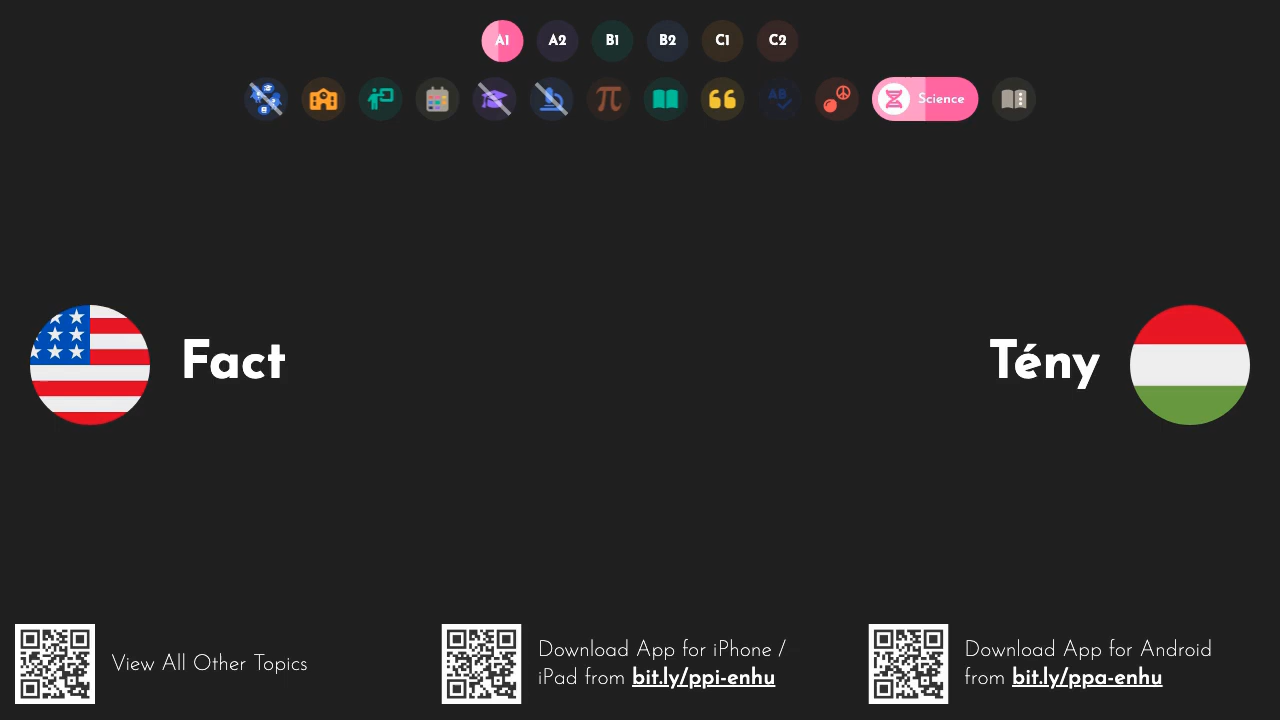 A1 A2 B1 B2 C1 C2
Science
Fact
Tény
View All Other Topics
Download App for iPhone /
iPad from bit.ly/ppi-enhu
Download App for Android
from bit.ly/ppa-enhu